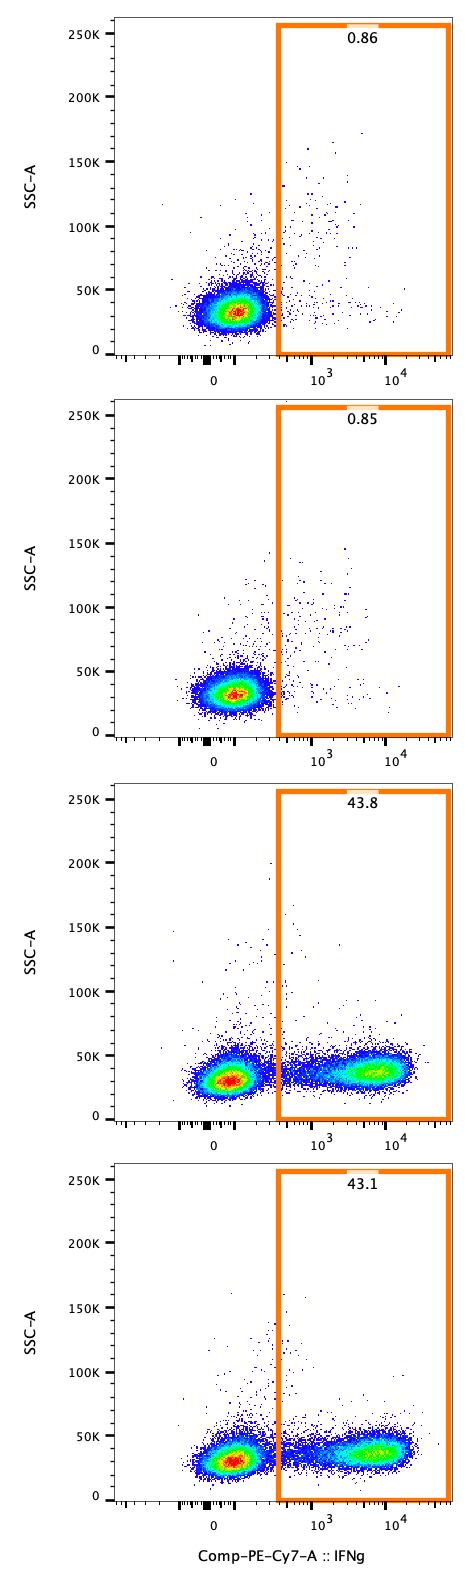 250K
0.86
200K
150K
SSC-A
100K
50K
0
0 10³ 10⁴
250K
0.85
200K
150K
SSC-A
100K
50K
0
0 10³ 10⁴
250K
43.8
200K
150K
SSC-A
100K
50K
0
0 10³ 10⁴
250K
43.1
200K
150K
SSC-A
100K
50K
0
0 10³ 10⁴
Comp-PE-Cy7-A :: IFNg